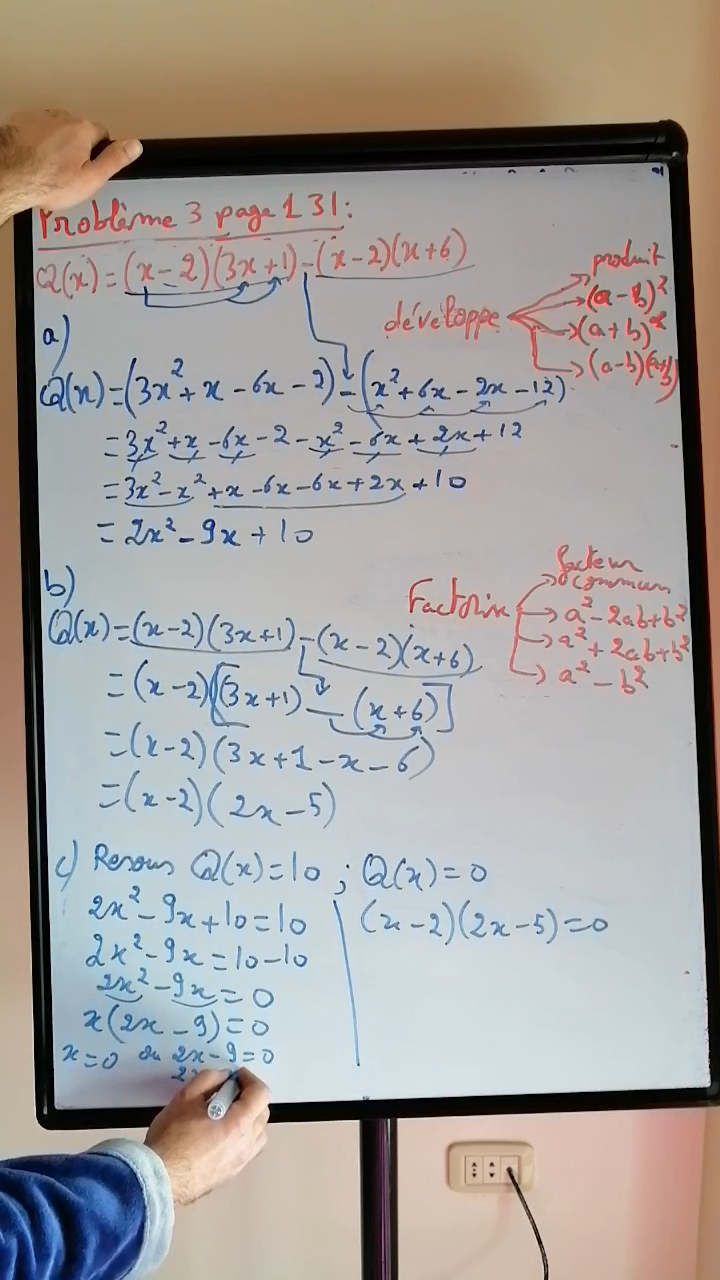 Problème 3 page 131:
Q(x) = (x - 2)(3x + 1) - (x - 2)(x + 6)
développe
produit
(a - b)²
(a + b)²
(a-b)(a+b)
a)
Q(x) = (3x² + x - 6x - 2) - (x² + 6x - 2x - 12)
= 3x² + x - 6x - 2 - x² - 6x + 2x + 12
= 3x² - x² + x - 6x - 6x + 2x + 10
= 2x² - 9x + 10
b)
Factorise
facteur
commun
a² - 2ab + b²
a² + 2ab + b²
a² - b²
Q(x) = (x-2)(3x+1) - (x-2)(x+6)
= (x-2)[(3x+1) - (x+6)]
= (x-2)(3x+1-x-6)
= (x-2)(2x-5)
c) Resous Q(x)=10 ; Q(x)=0
2x² - 9x + 10 = 10
2x² - 9x = 10 - 10
2x² - 9x = 0
x(2x - 9) = 0
x = 0 ou 2x - 9 = 0
2x
(x-2)(2x-5)=0